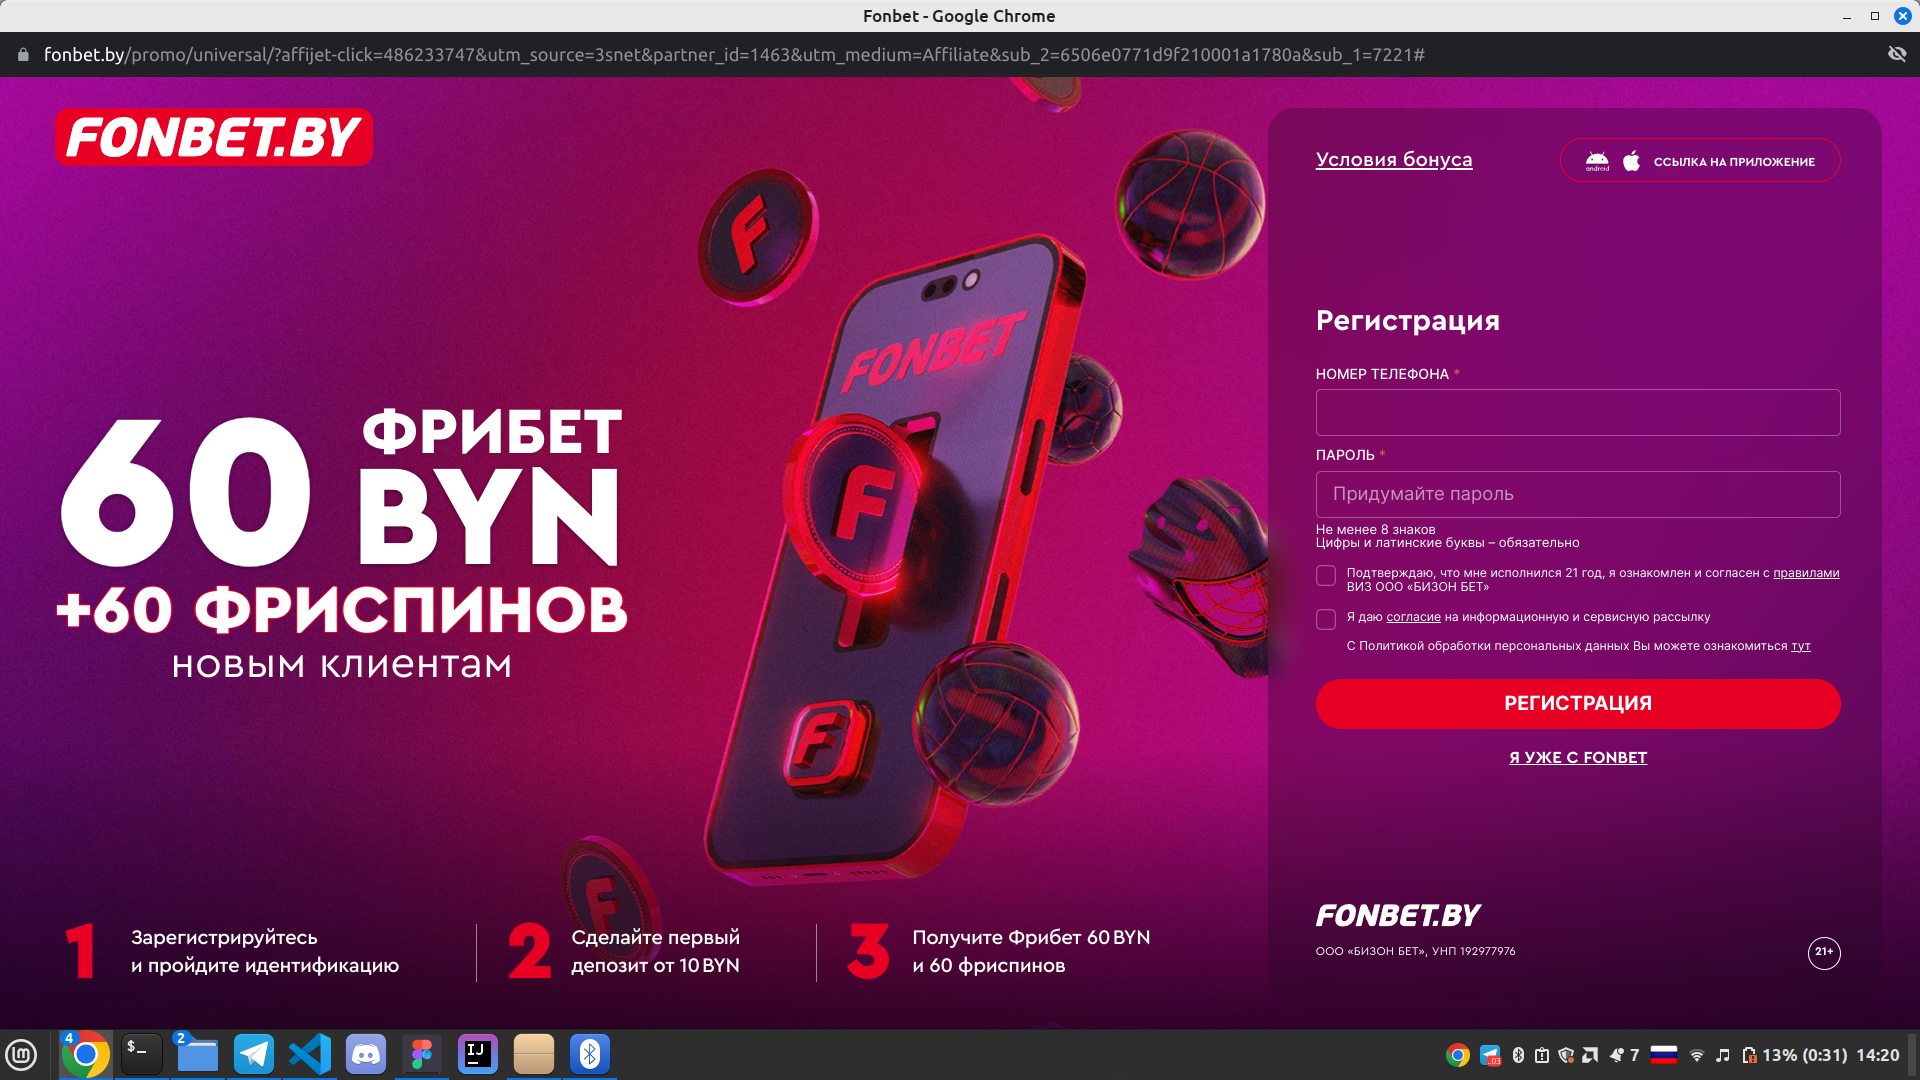 Fonbet - Google Chrome
fonbet.by/promo/universal/?affijet-click=486233747&utm_source=3snet&partner_id=1463&utm_medium=Affiliate&sub_2=6506e0771d9f210001a1780a&sub_1=7221#
FONBET.BY
60 ФРИБЕТ
BYN
+60 ФРИСПИНОВ
новым клиентам
F
FONBET
F
F
F
1 Зарегистрируйтесь
и пройдите идентификацию
2 Сделайте первый
депозит от 10 BYN
3 Получите Фрибет 60 BYN
и 60 фриспинов
Условия бонуса
android
ССЫЛКА НА ПРИЛОЖЕНИЕ
Регистрация
НОМЕР ТЕЛЕФОНА *
ПАРОЛЬ *
Придумайте пароль
Не менее 8 знаков
Цифры и латинские буквы – обязательно
Подтверждаю, что мне исполнился 21 год, я ознакомлен и согласен с правилами
ВИЗ ООО «БИЗОН БЕТ»
Я даю согласие на информационную и сервисную рассылку
С Политикой обработки персональных данных Вы можете ознакомиться тут
РЕГИСТРАЦИЯ
Я УЖЕ С FONBET
FONBET.BY
ООО «БИЗОН БЕТ», УНП 192977976
21+
lm
4
$_
2
IJ
7
13% (0:31)
14:20